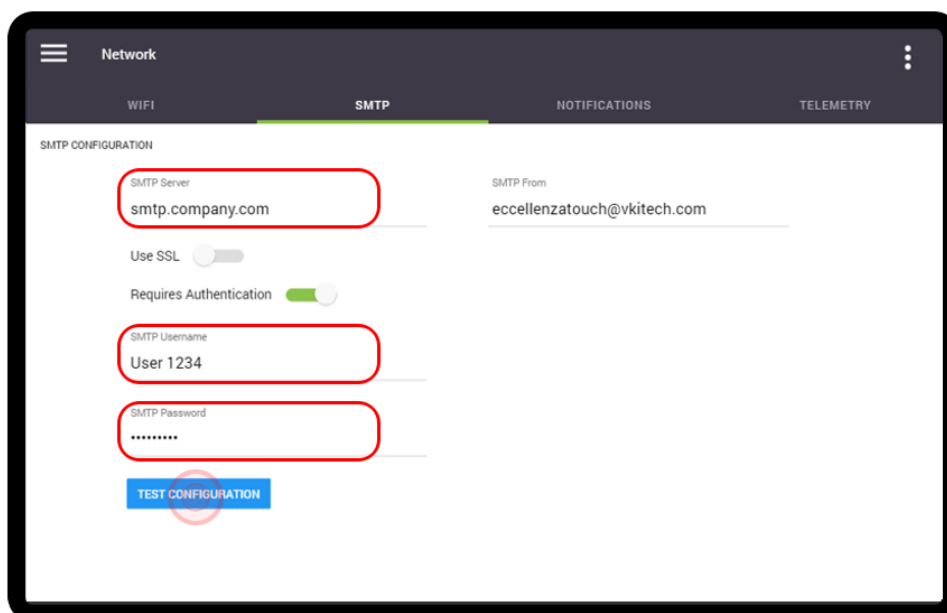 Network
WIFI SMTP NOTIFICATIONS TELEMETRY
SMTP CONFIGURATION
SMTP Server SMTP From
smtp.company.com eccellenzatouch@vkitech.com
Use SSL
Requires Authentication
SMTP Username
User 1234
SMTP Password
•••••••••
TEST CONFIGURATION